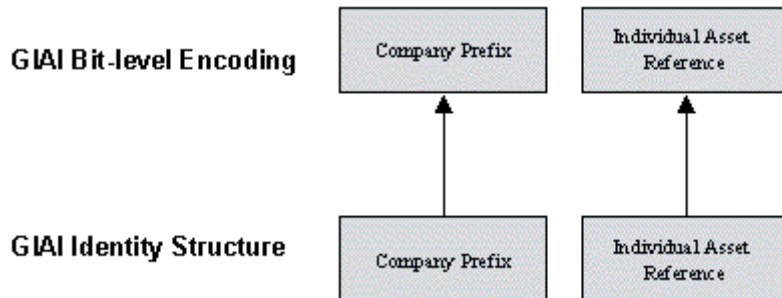 GIAI Bit-level Encoding
Company Prefix
Individual Asset
Reference
GIAI Identity Structure
Company Prefix
Individual Asset
Reference